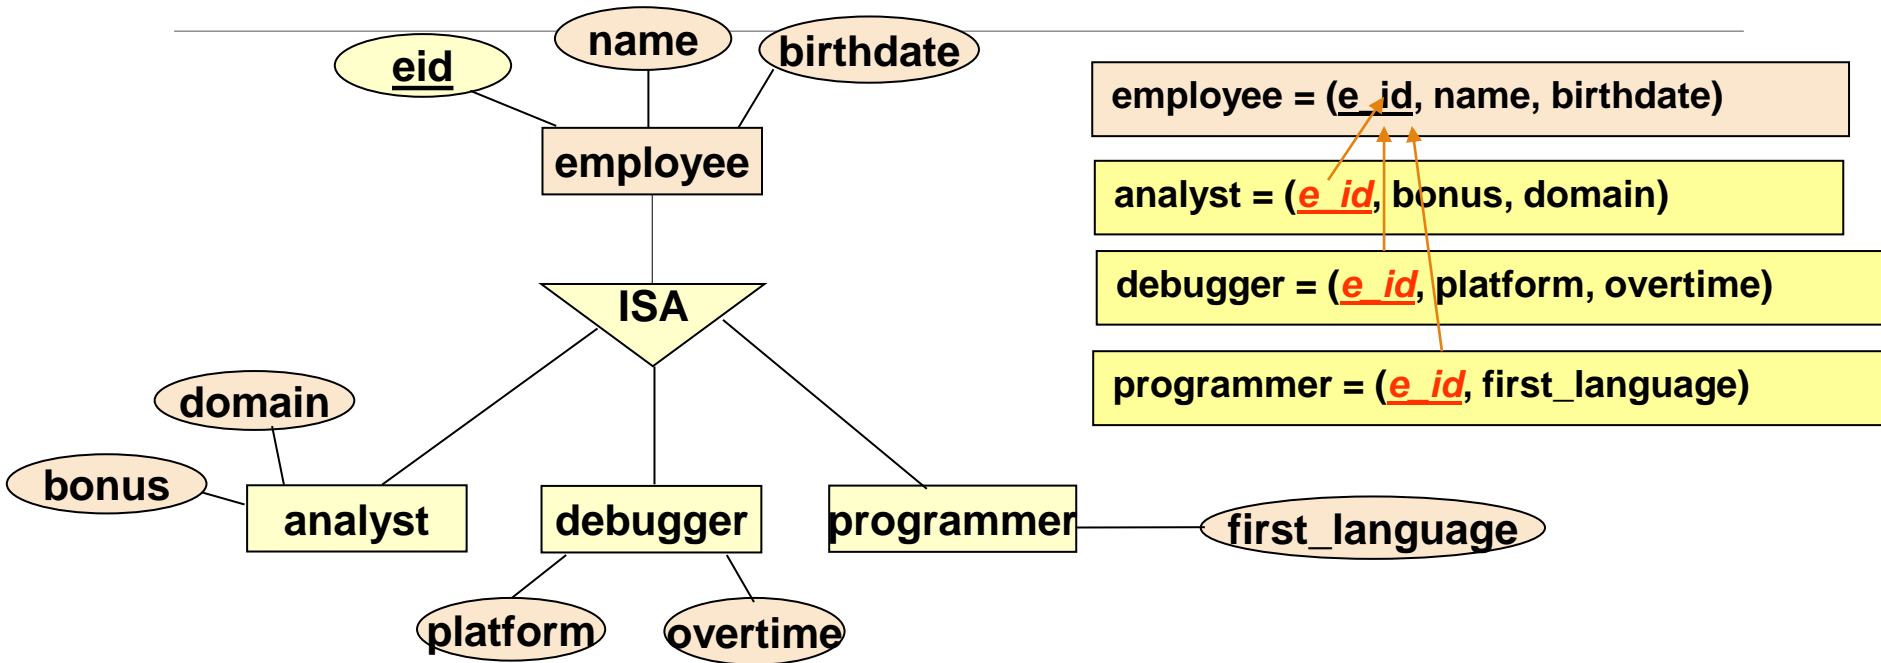 name
birthdate
eid
employee
ISA
domain
bonus
analyst
debugger
programmer
first_language
platform
overtime
employee = (e_id, name, birthdate)
analyst = (e_id, bonus, domain)
debugger = (e_id, platform, overtime)
programmer = (e_id, first_language)